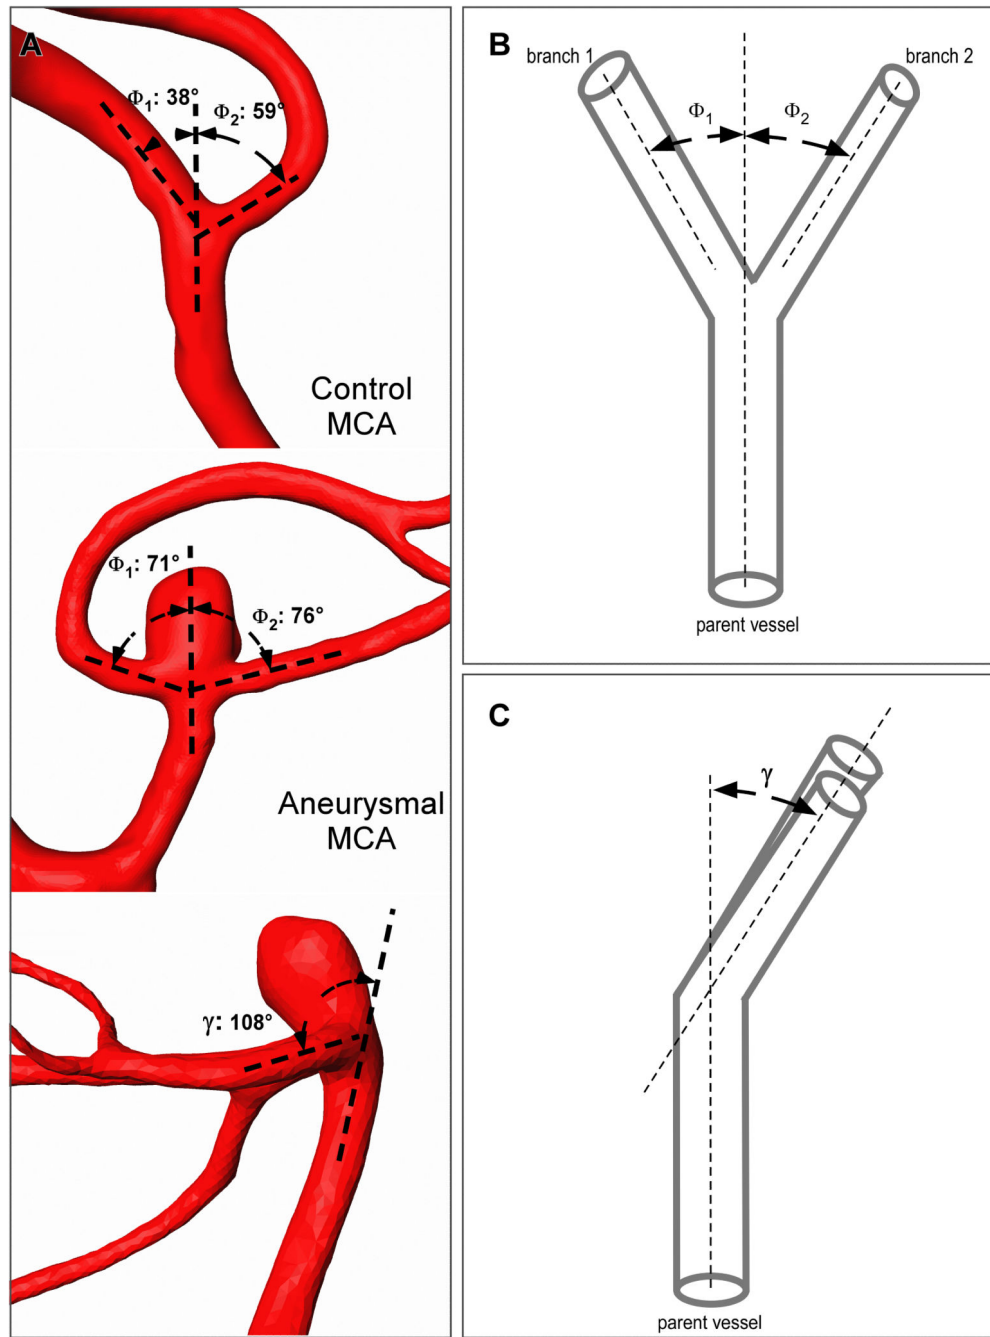 A
Φ1: 38°
Φ2: 59°
Control
MCA
Φ1: 71°
Φ2: 76°
Aneurysmal
MCA
γ: 108°
B
branch 1
branch 2
Φ1
Φ2
parent vessel
C
γ
parent vessel